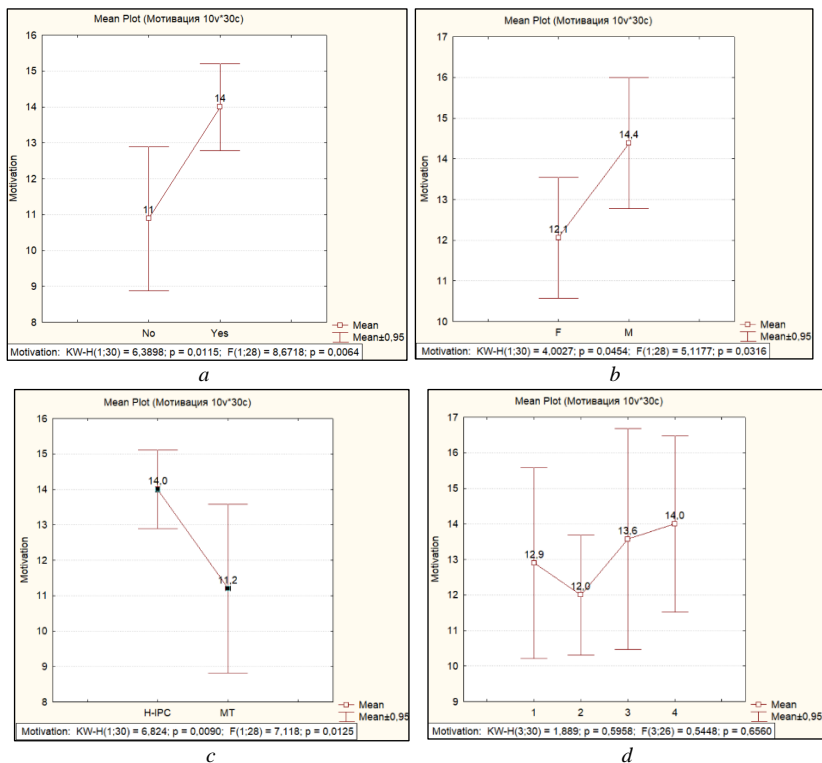 Mean Plot (Мотивация 10v*30c)
16
15
14
13
12
11
10
9
8
Motivation
11
14
No Yes
Mean
Mean±0,95
Motivation: KW-H(1;30) = 6,3898; p = 0,0115; F(1;28) = 8,6718; p = 0,0064
a
Mean Plot (Мотивация 10v*30c)
17
16
15
14
13
12
11
10
Motivation
12,1
14,4
F M
Mean
Mean±0,95
Motivation: KW-H(1;30) = 4,0027; p = 0,0454; F(1;28) = 5,1177; p = 0,0316
b
Mean Plot (Мотивация 10v*30c)
16
15
14
13
12
11
10
9
8
Motivation
14,0
11,2
H-IPC MT
Mean
Mean±0,95
Motivation: KW-H(1;30) = 6,824; p = 0,0090; F(1;28) = 7,118; p = 0,0125
c
Mean Plot (Мотивация 10v*30c)
17
16
15
14
13
12
11
10
9
Motivation
12,9
12,0
13,6
14,0
1 2 3 4
Mean
Mean±0,95
Motivation: KW-H(3;30) = 1,889; p = 0,5958; F(3;26) = 0,5448; p = 0,6560
d